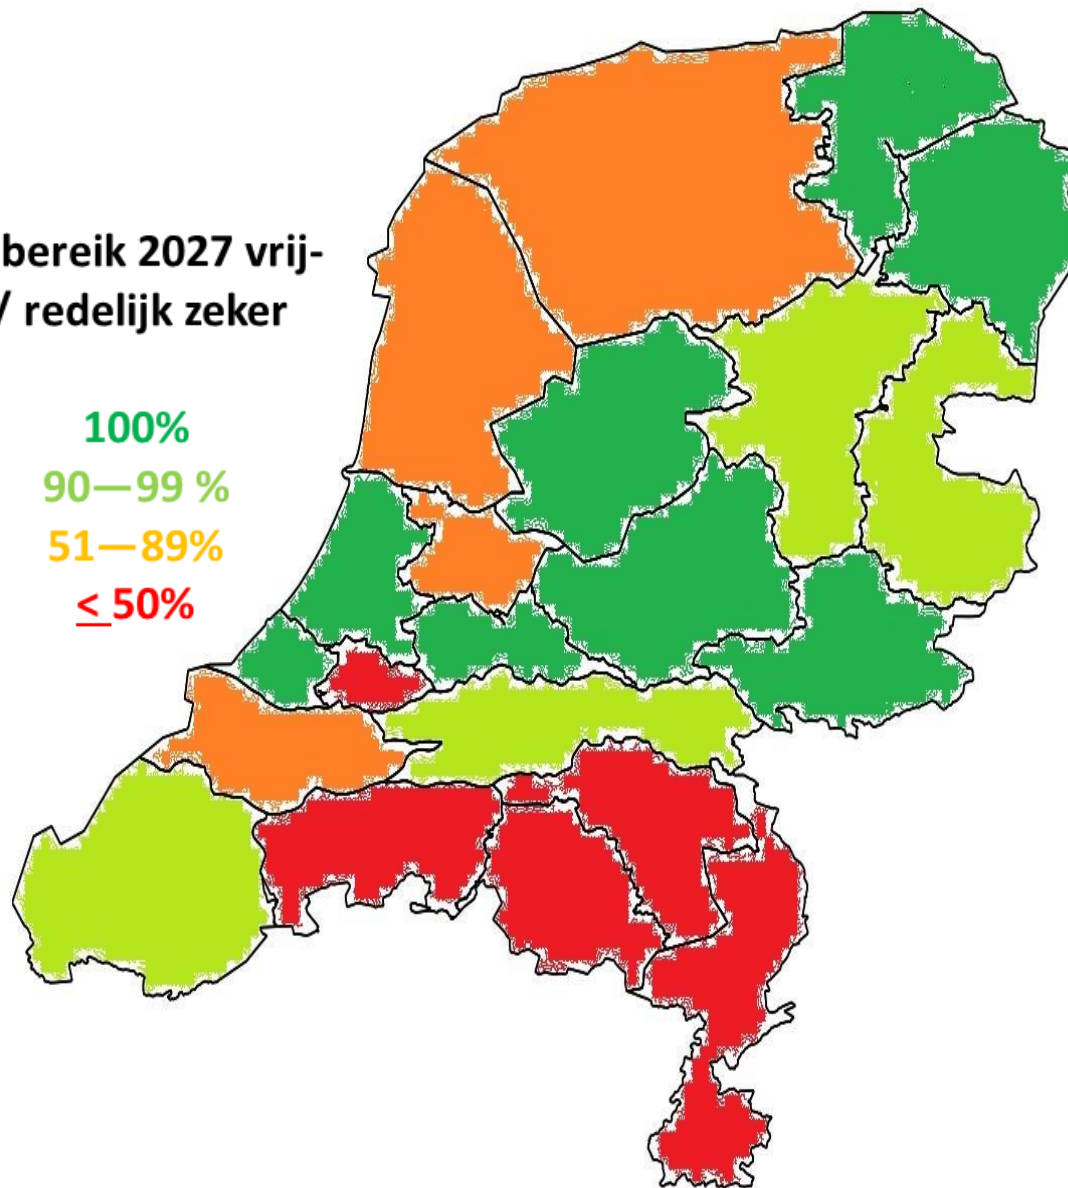 bereik 2027 vrij-
/ redelijk zeker
100%
90—99 %
51—89%
< 50%